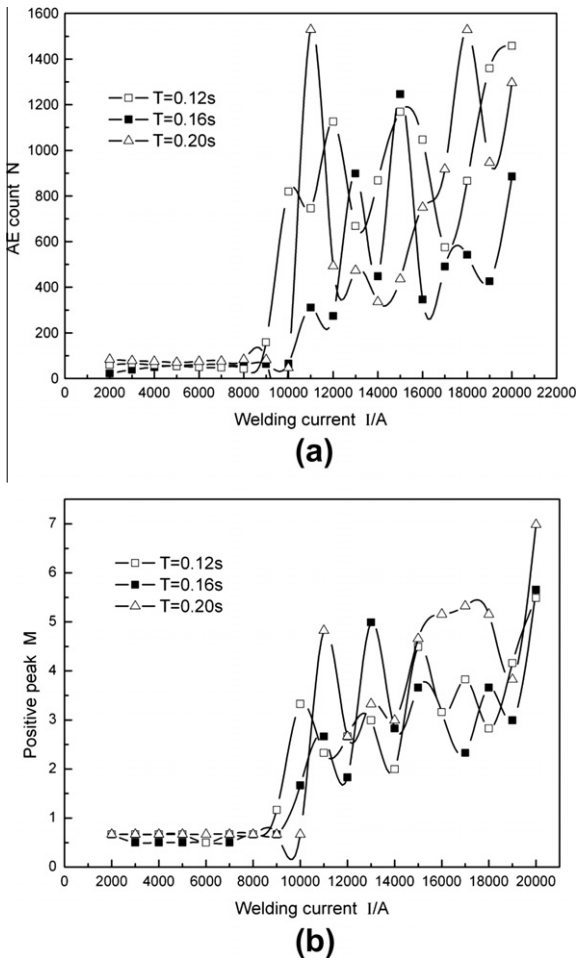 1600
1400
1200
1000
800
600
400
200
0
AE count N
T=0.12s
T=0.16s
T=0.20s
0 2000 4000 6000 8000 10000 12000 14000 16000 18000 20000 22000
Welding current I/A
(a)
7
6
5
4
3
2
1
0
Positive peak M
T=0.12s
T=0.16s
T=0.20s
0 2000 4000 6000 8000 10000 12000 14000 16000 18000 20000
Welding current I/A
(b)